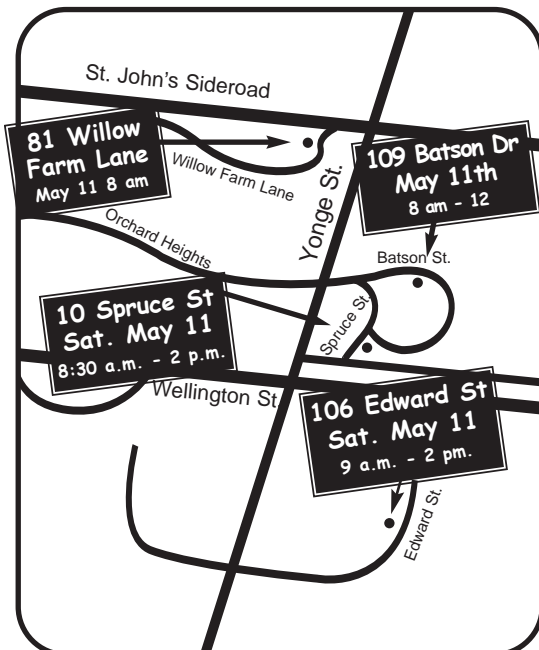 St. John's Sideroad
81 Willow
Farm Lane
May 11 8 am
Willow Farm Lane
Yonge St.
109 Batson Dr
May 11th
8 am - 12
Orchard Heights
Batson St.
10 Spruce St
Sat. May 11
8:30 a.m. - 2 p.m.
Spruce St.
Wellington St.
106 Edward St
Sat. May 11
9 a.m. - 2 pm.
Edward St.